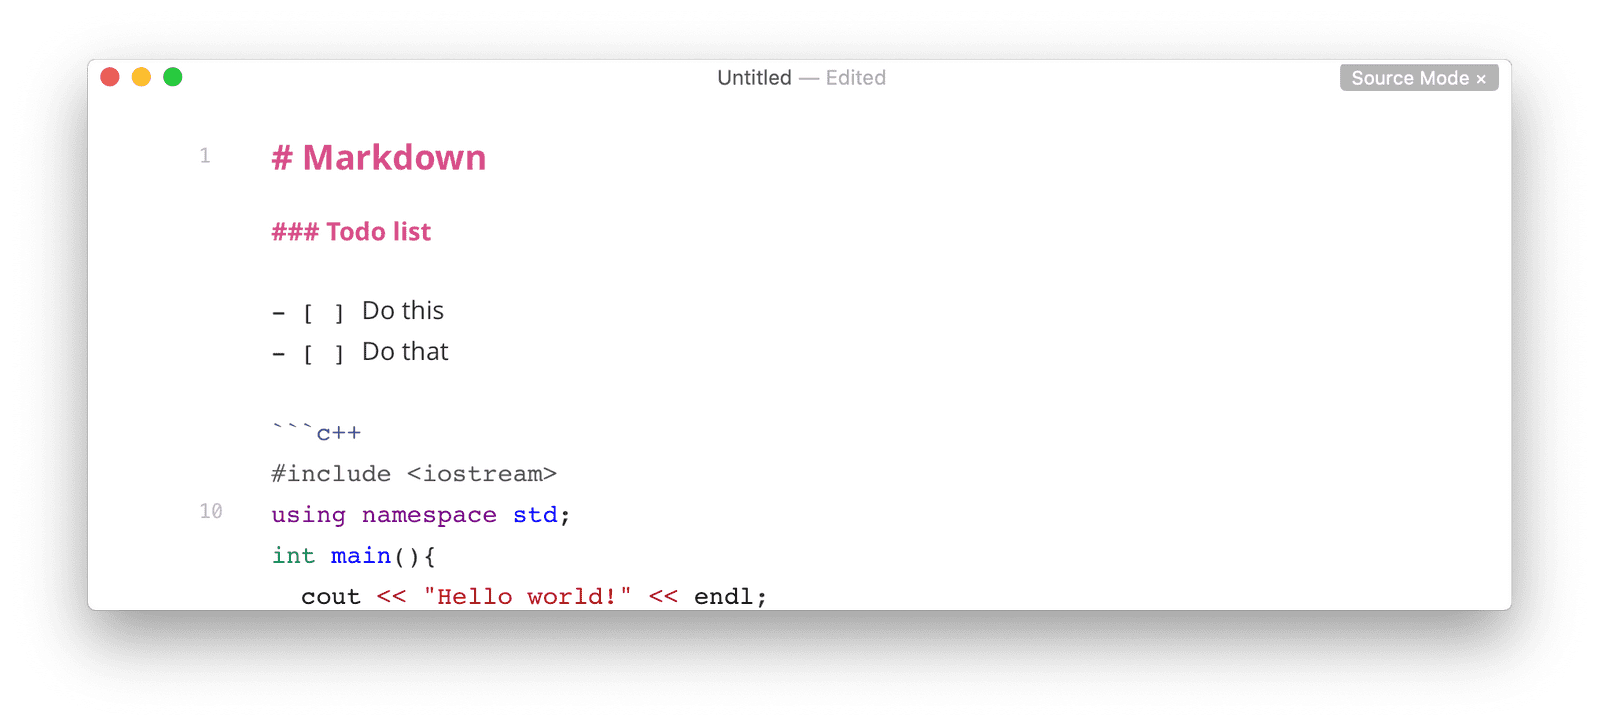 Untitled — Edited
Source Mode ×
1 # Markdown
### Todo list
- [ ] Do this
- [ ] Do that
```c++
#include <iostream>
10 using namespace std;
int main(){
  cout << "Hello world!" << endl;